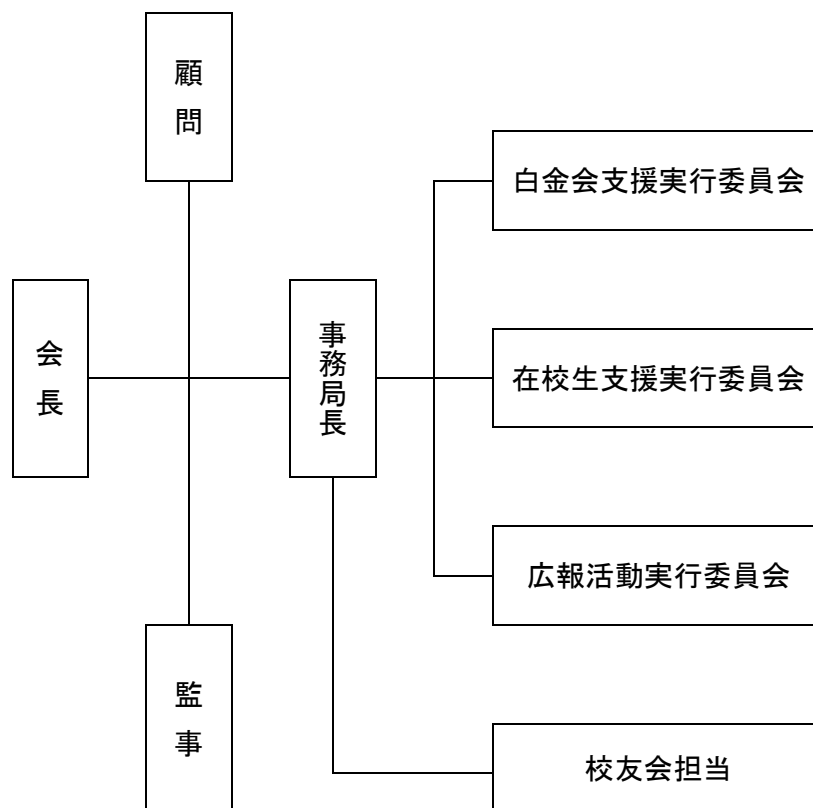 顧問
白金会支援実行委員会
会長
事務局長
在校生支援実行委員会
広報活動実行委員会
監事
校友会担当